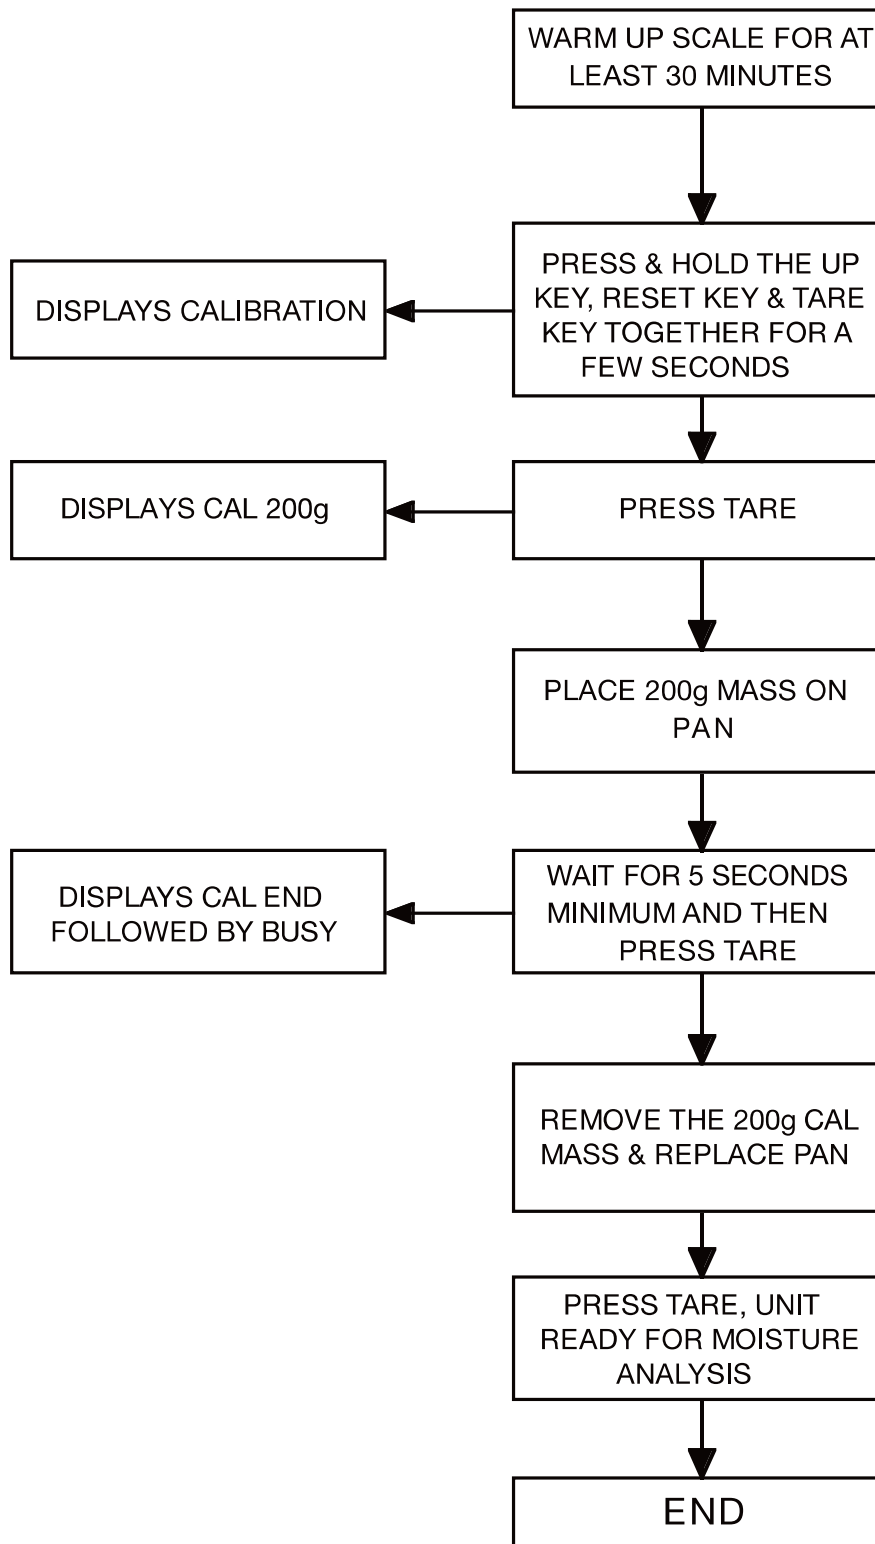 WARM UP SCALE FOR AT
LEAST 30 MINUTES
PRESS & HOLD THE UP
KEY, RESET KEY & TARE
KEY TOGETHER FOR A
FEW SECONDS
DISPLAYS CALIBRATION
PRESS TARE
DISPLAYS CAL 200g
PLACE 200g MASS ON
PAN
WAIT FOR 5 SECONDS
MINIMUM AND THEN
PRESS TARE
DISPLAYS CAL END
FOLLOWED BY BUSY
REMOVE THE 200g CAL
MASS & REPLACE PAN
PRESS TARE, UNIT
READY FOR MOISTURE
ANALYSIS
END